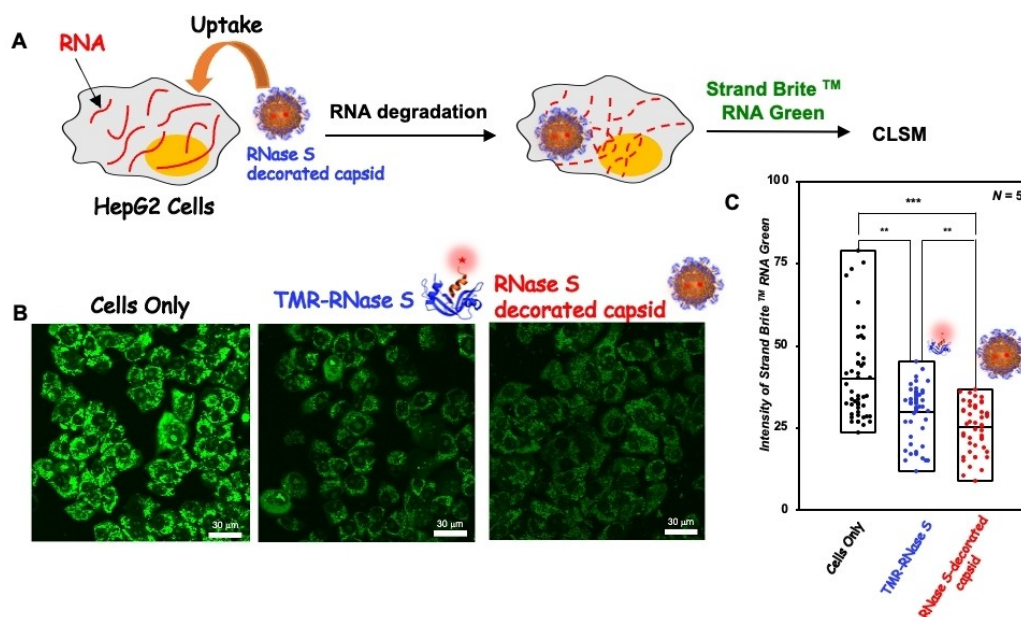 A
Uptake
RNA
RNase S
decorated capsid
HepG2 Cells
RNA degradation
Strand Brite ™
RNA Green
CLSM
B
Cells Only
TMR-RNase S
RNase S
decorated capsid
30 µm
30 µm
30 µm
C
N = 5
Intensity of Strand Brite ™ RNA Green
100
75
50
25
0
***
**
**
Cells Only
TMR-RNase S
RNase S-decorated
capsid